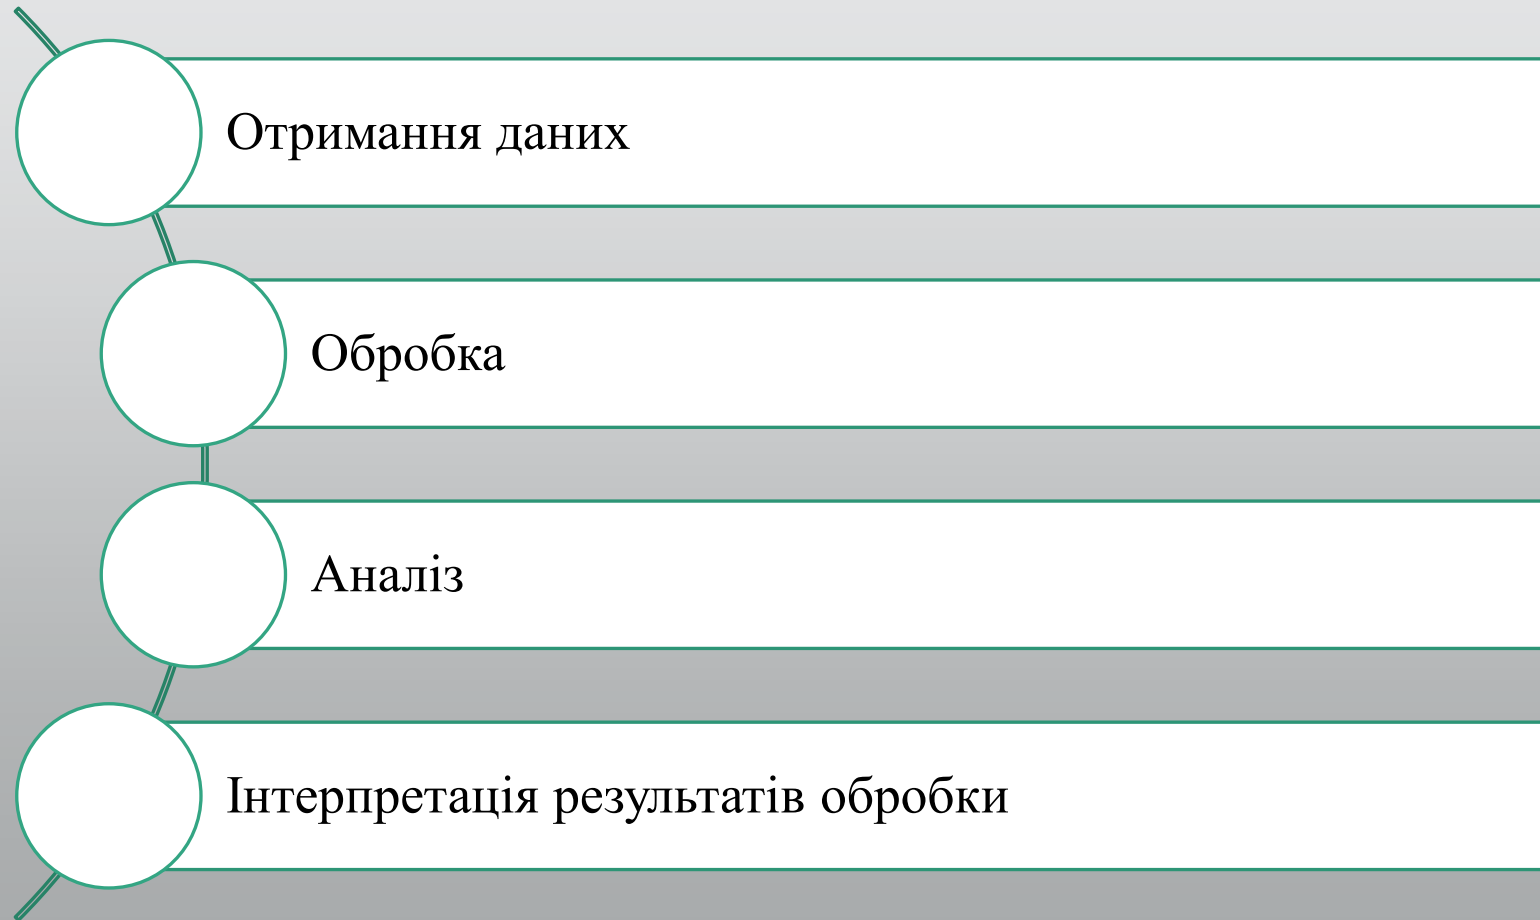 Отримання даних
Обробка
Аналіз
Інтерпретація результатів обробки